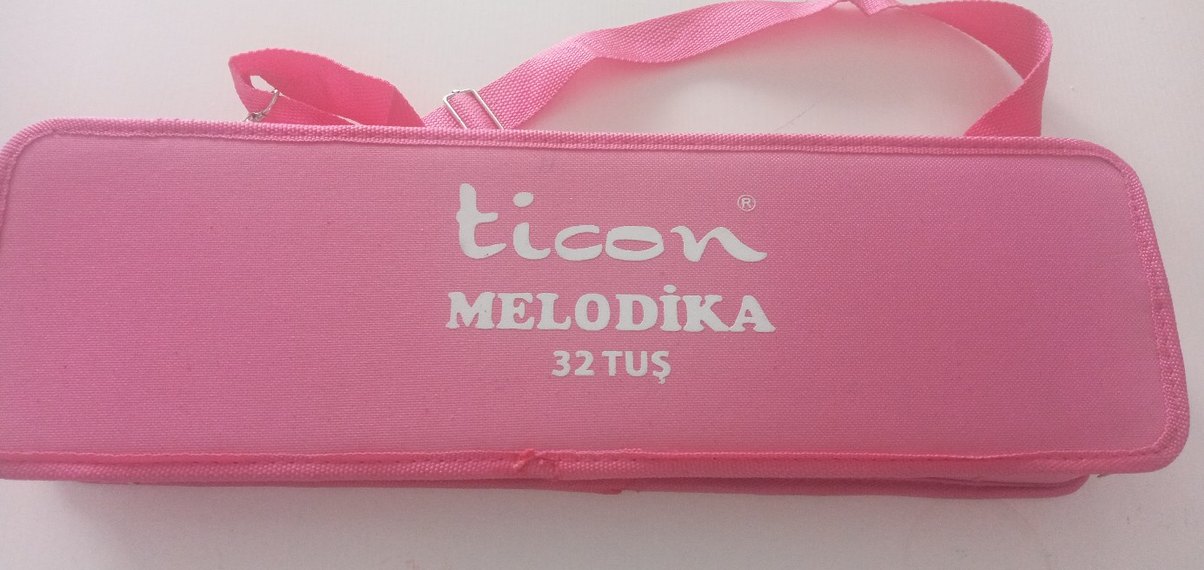 ticon®
MELODİKA
32 TUŞ